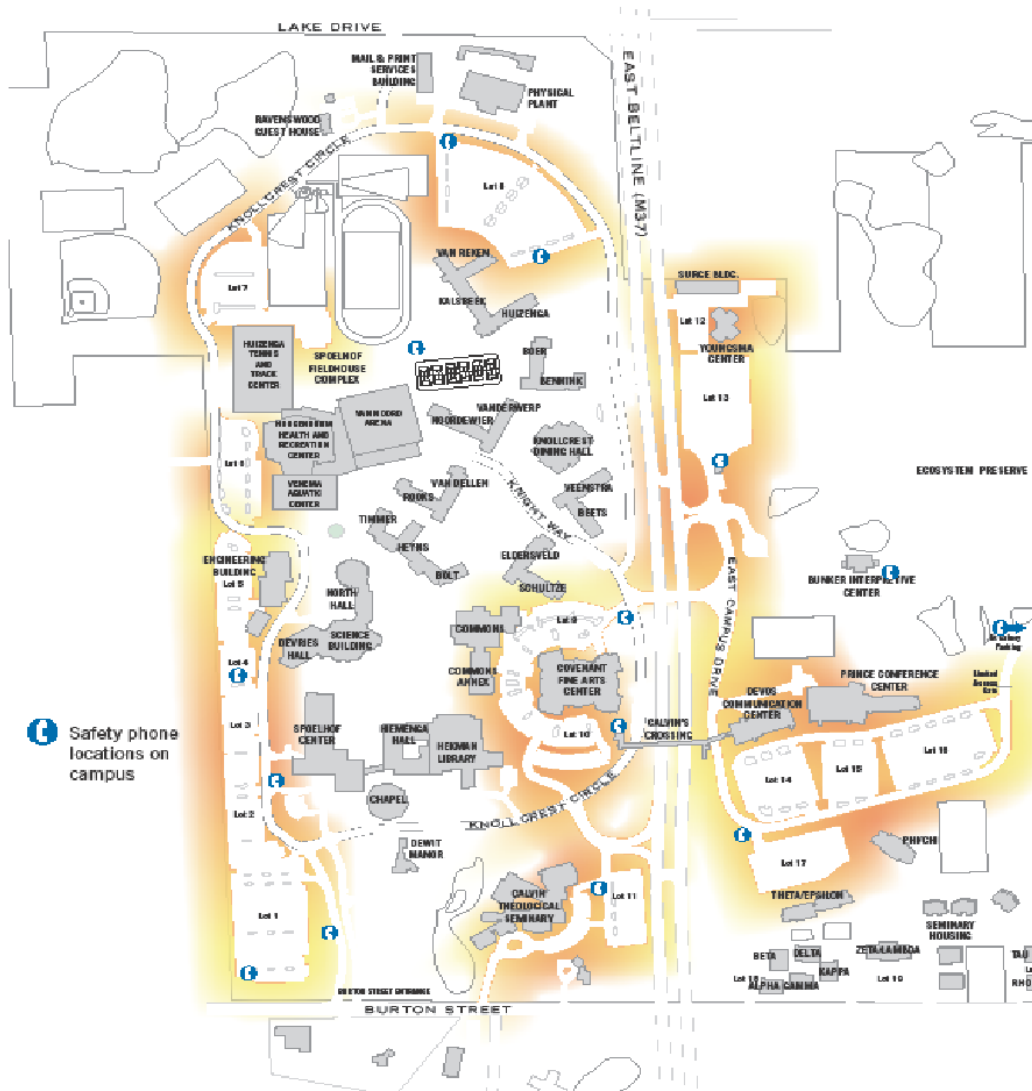 LAKE DRIVE
MAIL & PRINT
SERVICES
BUILDING
PHYSICAL
PLANT
RAVENSWOOD
GUEST HOUSE
KNOLLCREST CIRCLE
EAST BELTLINE (M37)
VAN REKEN
KALSBEEK
HUIZENGA
SURGE BLDG.
Lot 7
Lot 12
YOUNGSMA
CENTER
HUIZENGA
TENNIS
AND
TRACK
CENTER
SPOELHOF
FIELDHOUSE
COMPLEX
BOER
BENNINK
Lot 13
VAN NOORD
ARENA
VANDERWERP
NOORDEWIER
HOOGENBOOM
HEALTH AND
RECREATION
CENTER
KNOLLCREST
DINING HALL
ECOSYSTEM PRESERVE
VENEMA
AQUATIC
CENTER
VAN DELLEN
ROOKS
KNIGHT WAY
VEENSTRA
BEETS
TIMMER
HEYNS
BOLT
ELDERSVELD
SCHULTZE
ENGINEERING
BUILDING
Lot 5
NORTH
HALL
EAST CAMPUS DRIVE
BUNKER INTERPRETIVE
CENTER
COMMONS
Lot 9
DEVRIES
HALL
SCIENCE
BUILDING
Lot 4
COMMONS
ANNEX
COVENANT
FINE ARTS
CENTER
PRINCE CONFERENCE
CENTER
DEVOS
COMMUNICATION
CENTER
Safety phone
locations on
campus
Lot 3
SPOELHOF
CENTER
HIEMENGA
HALL
HEKMAN
LIBRARY
Lot 10
CALVIN'S
CROSSING
Lot 14
Lot 15
Lot 16
CHAPEL
KNOLLCREST CIRCLE
Lot 2
DEWIT
MANOR
PHFCH
Lot 17
Lot 1
CALVIN
THEOLOGICAL
SEMINARY
Lot 11
THETA/EPSILON
SEMINARY
HOUSING
BETA
DELTA
ZETA-LAMBDA
TAU
KAPPA
Lot 18
ALPHA
GAMMA
Lot 19
RHO
BURTON STREET ENTRANCE
BURTON STREET